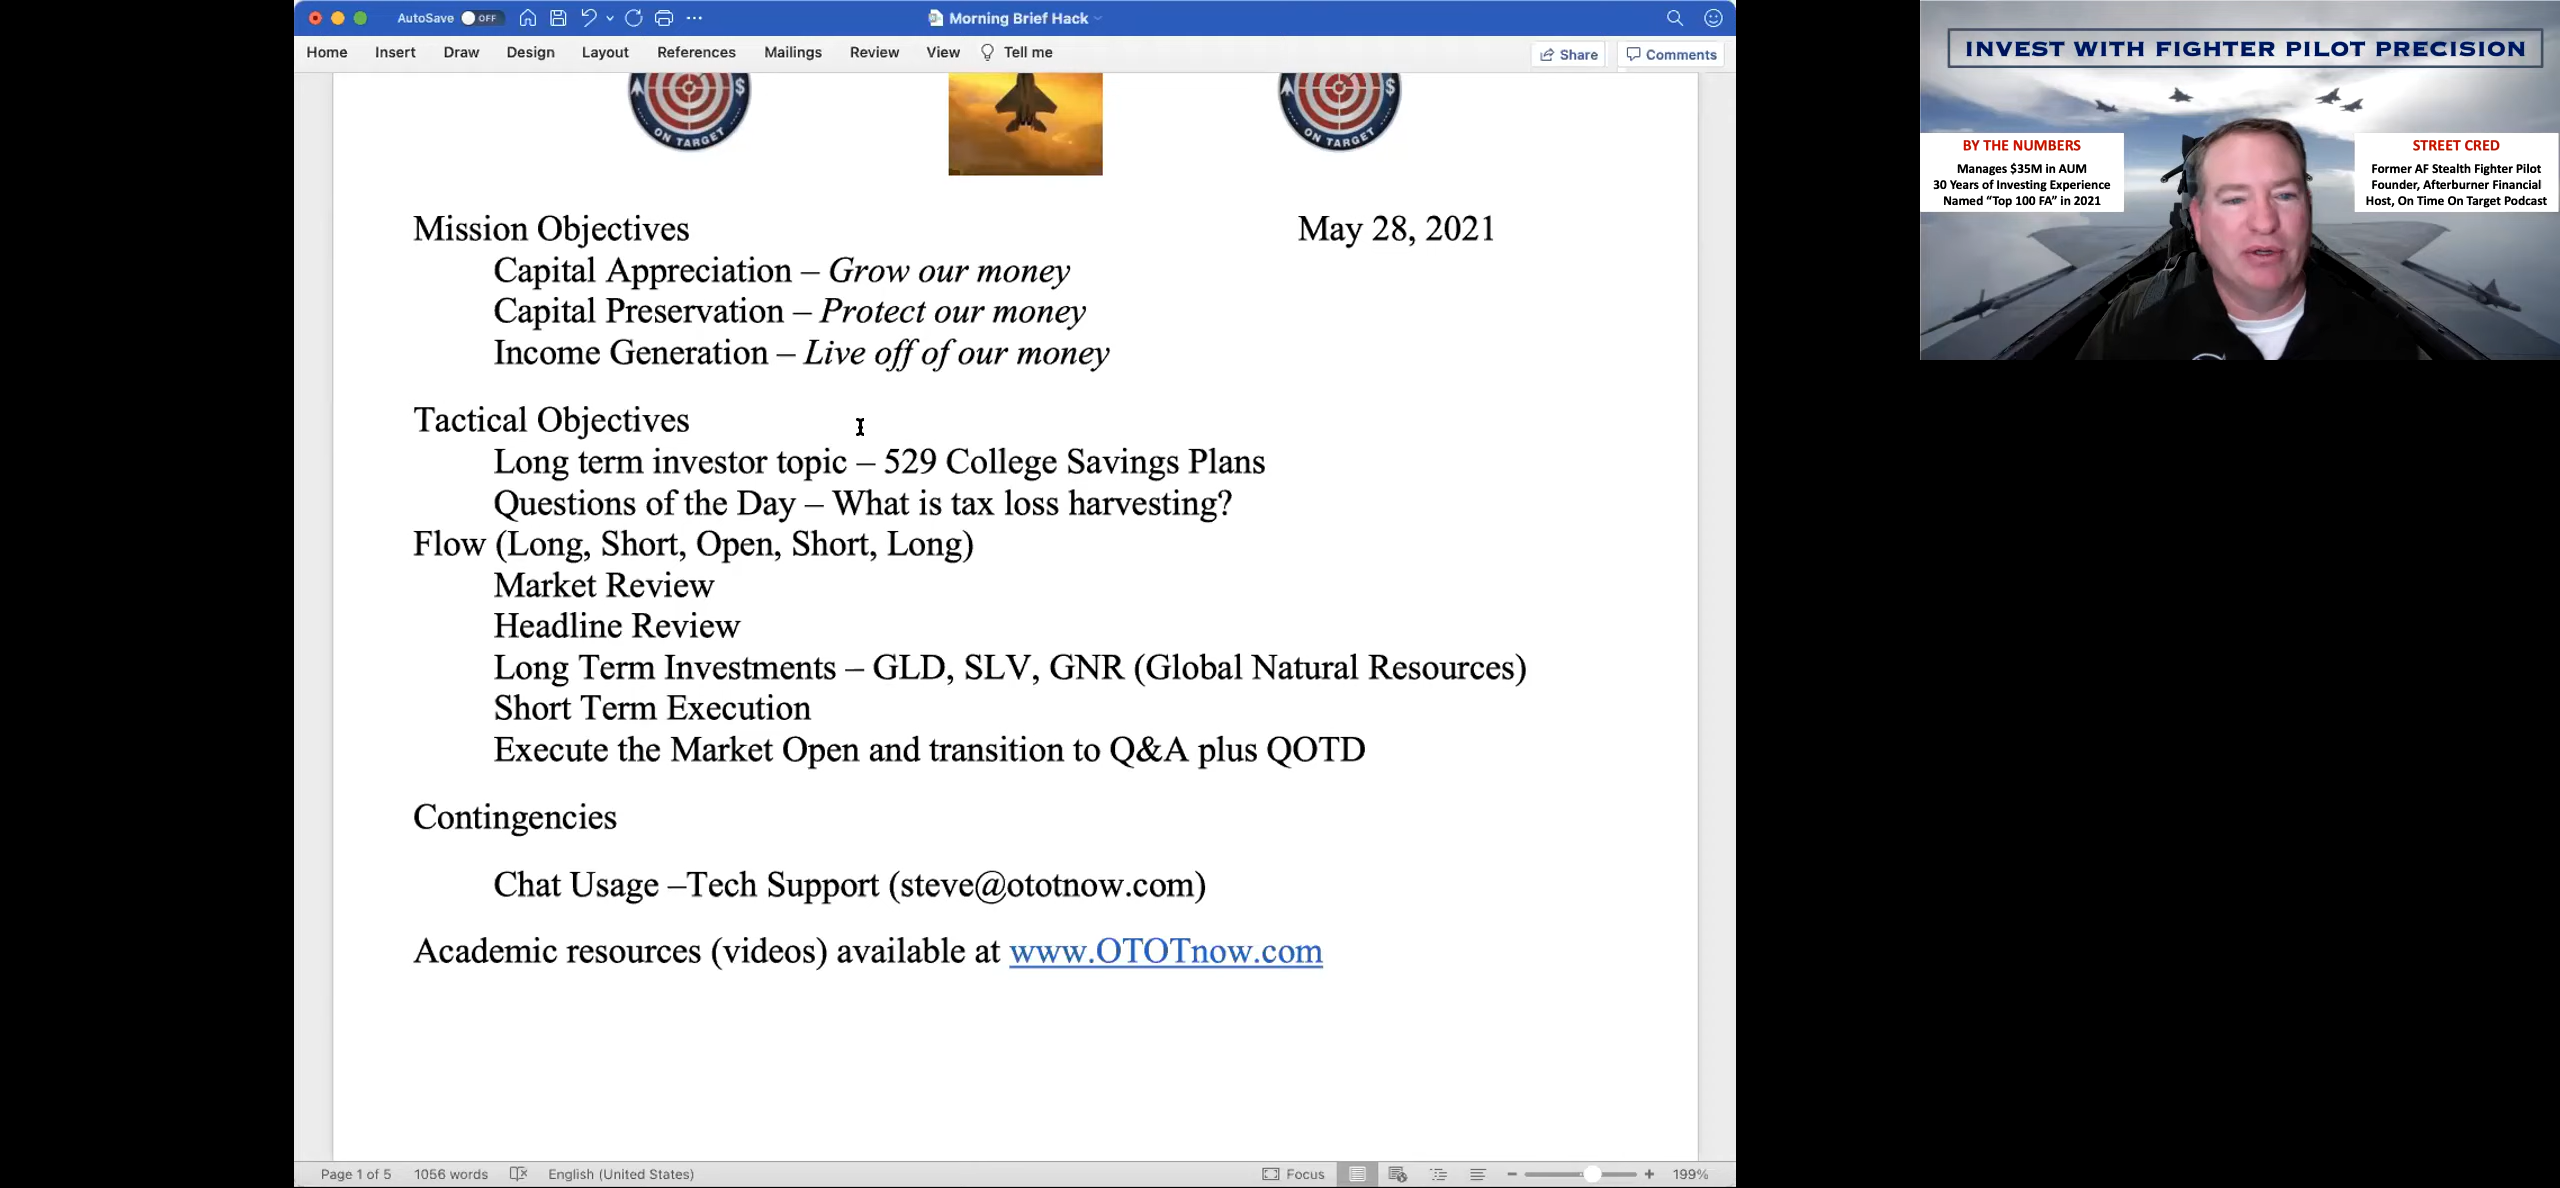 AutoSave OFF
Morning Brief Hack
Home Insert Draw Design Layout References Mailings Review View Tell me
Share Comments
$ ON TARGET
$ ON TARGET
Mission Objectives May 28, 2021
Capital Appreciation – Grow our money
Capital Preservation – Protect our money
Income Generation – Live off of our money
Tactical Objectives
Long term investor topic – 529 College Savings Plans
Questions of the Day – What is tax loss harvesting?
Flow (Long, Short, Open, Short, Long)
Market Review
Headline Review
Long Term Investments – GLD, SLV, GNR (Global Natural Resources)
Short Term Execution
Execute the Market Open and transition to Q&A plus QOTD
Contingencies
Chat Usage –Tech Support (steve@ototnow.com)
Academic resources (videos) available at www.OTOTnow.com
Page 1 of 5 1056 words English (United States) Focus 199%
INVEST WITH FIGHTER PILOT PRECISION
BY THE NUMBERS
Manages $35M in AUM
30 Years of Investing Experience
Named “Top 100 FA” in 2021
STREET CRED
Former AF Stealth Fighter Pilot
Founder, Afterburner Financial
Host, On Time On Target Podcast